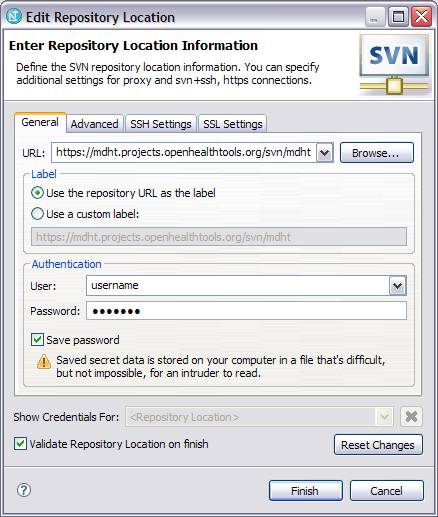 Edit Repository Location
Enter Repository Location Information
Define the SVN repository location information. You can specify
additional settings for proxy and svn+ssh, https connections.
SVN
General
Advanced
SSH Settings
SSL Settings
URL:
https://mdht.projects.openhealthtools.org/svn/mdht
Browse...
Label
Use the repository URL as the label
Use a custom label:
https://mdht.projects.openhealthtools.org/svn/mdht
Authentication
User:
username
Password:
●●●●●●●
Save password
Saved secret data is stored on your computer in a file that's difficult,
but not impossible, for an intruder to read.
Show Credentials For:
<Repository Location>
Validate Repository Location on finish
Reset Changes
?
Finish
Cancel